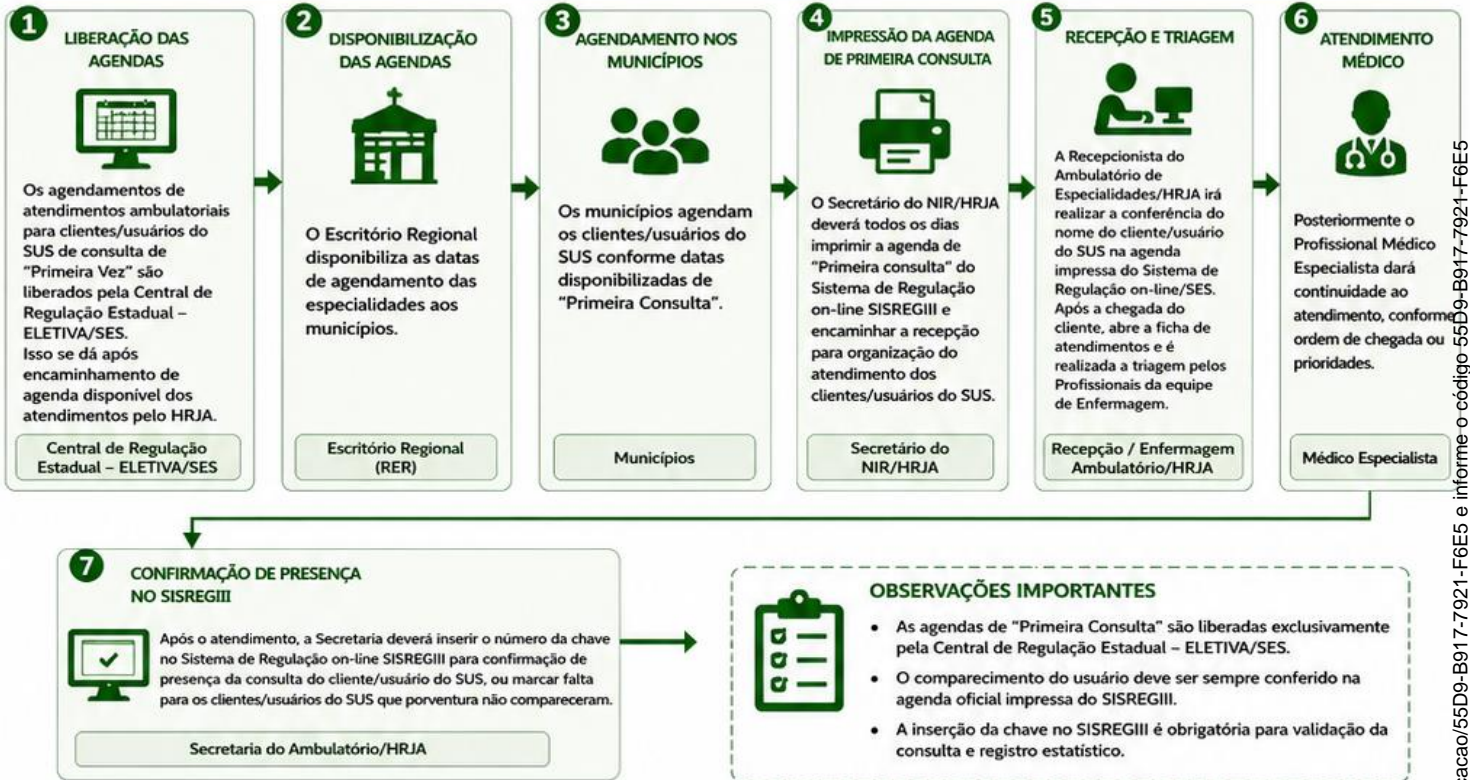 1
LIBERAÇÃO DAS
AGENDAS
Os agendamentos de
atendimentos ambulatoriais
para clientes/usuários do
SUS de consulta de
"Primeira Vez" são
liberados pela Central de
Regulação Estadual –
ELETIVA/SES.
Isso se dá após
encaminhamento de
agenda disponível dos
atendimentos pelo HRJA.
Central de Regulação
Estadual – ELETIVA/SES
2
DISPONIBILIZAÇÃO
DAS AGENDAS
O Escritório Regional
disponibiliza as datas
de agendamento das
especialidades aos
municípios.
Escritório Regional
(RER)
3
AGENDAMENTO NOS
MUNICÍPIOS
Os municípios agendam
os clientes/usuários do
SUS conforme datas
disponibilizadas de
"Primeira Consulta".
Municípios
4
IMPRESSÃO DA AGENDA
DE PRIMEIRA CONSULTA
O Secretário do NIR/HRJA
deverá todos os dias
imprimir a agenda de
"Primeira consulta" do
Sistema de Regulação
on-line SISREGIII e
encaminhar a recepção
para organização do
atendimento dos
clientes/usuários do SUS.
Secretário do
NIR/HRJA
5
RECEPÇÃO E TRIAGEM
A Recepcionista do
Ambulatório de
Especialidades/HRJA irá
realizar a conferência do
nome do cliente/usuário
do SUS na agenda
impressa do Sistema de
Regulação on-line/SES.
Após a chegada do
cliente, abre a ficha de
atendimentos e é
realizada a triagem pelos
Profissionais da equipe
de Enfermagem.
Recepção / Enfermagem
Ambulatório/HRJA
6
ATENDIMENTO
MÉDICO
Posteriormente o
Profissional Médico
Especialista dará
continuidade ao
atendimento, conforme
ordem de chegada ou
prioridades.
Médico Especialista
7
CONFIRMAÇÃO DE PRESENÇA
NO SISREGIII
Após o atendimento, a Secretaria deverá inserir o número da chave
no Sistema de Regulação on-line SISREGIII para confirmação de
presença da consulta do cliente/usuário do SUS, ou marcar falta
para os clientes/usuários do SUS que porventura não compareceram.
Secretaria do Ambulatório/HRJA
OBSERVAÇÕES IMPORTANTES
• As agendas de "Primeira Consulta" são liberadas exclusivamente
pela Central de Regulação Estadual – ELETIVA/SES.
• O comparecimento do usuário deve ser sempre conferido na
agenda oficial impressa do SISREGIII.
• A inserção da chave no SISREGIII é obrigatória para validação da
consulta e registro estatístico.
acao/55D9-B917-7921-F6E5 e informe o código 55D9-B917-7921-F6E5